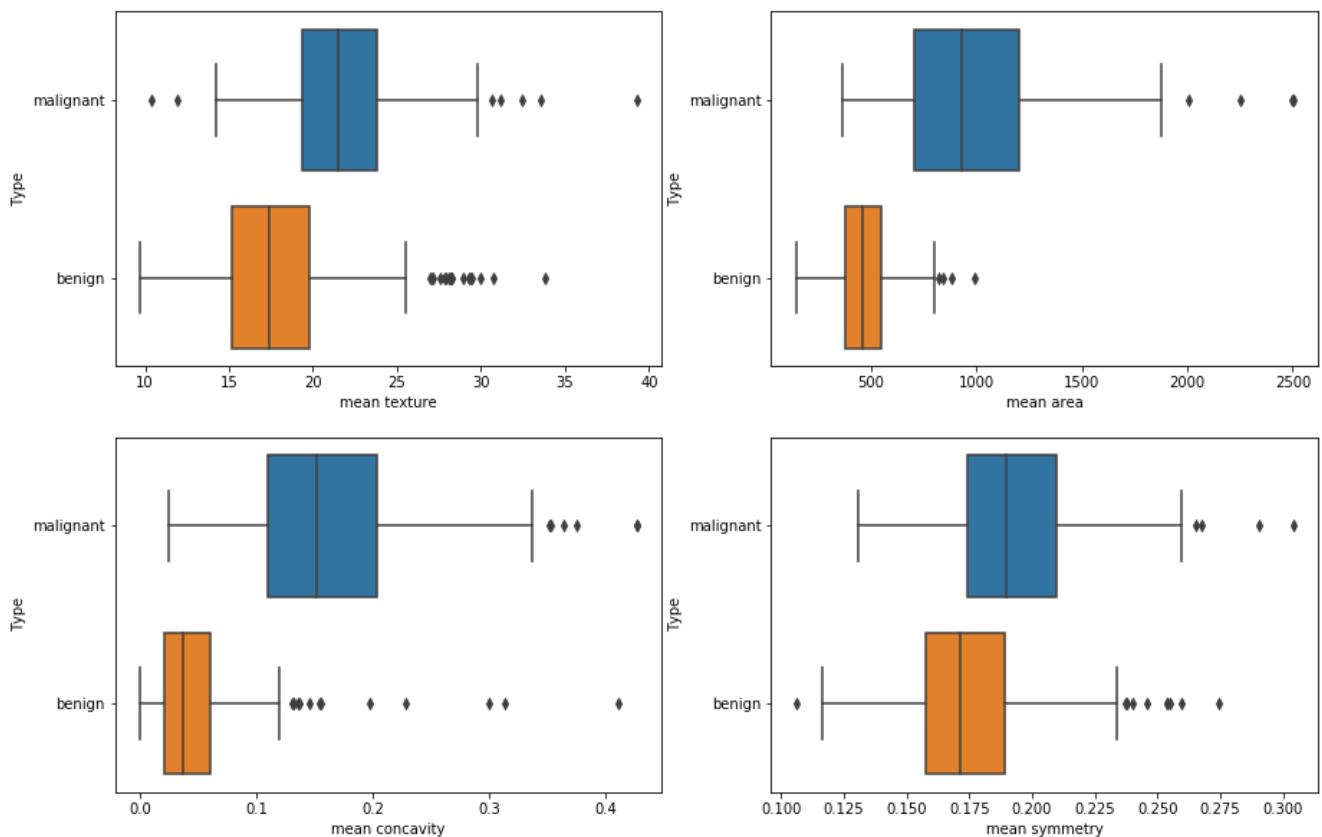 malignant
benign
Type
10 15 20 25 30 35 40
mean texture
malignant
benign
Type
500 1000 1500 2000 2500
mean area
malignant
benign
Type
0.0 0.1 0.2 0.3 0.4
mean concavity
malignant
benign
Type
0.100 0.125 0.150 0.175 0.200 0.225 0.250 0.275 0.300
mean symmetry